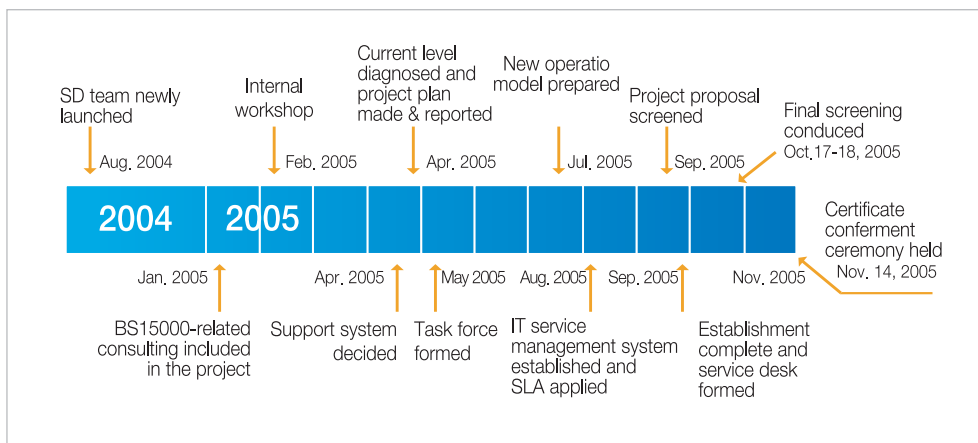 SD team newly
launched
Aug. 2004
Internal
workshop
Feb. 2005
Current level
diagnosed and
project plan
made & reported
Apr. 2005
New operatio
model prepared
Jul. 2005
Project proposal
screened
Sep. 2005
Final screening
conduced
Oct.17-18, 2005
2004
2005
Certificate
conferment
ceremony held
Nov. 14, 2005
Jan. 2005
BS15000-related
consulting included
in the project
Apr. 2005
Support system
decided
May 2005
Task force
formed
Aug. 2005
IT service
management system
established and
SLA applied
Sep. 2005
Establishment
complete and
service desk
formed
Nov. 2005